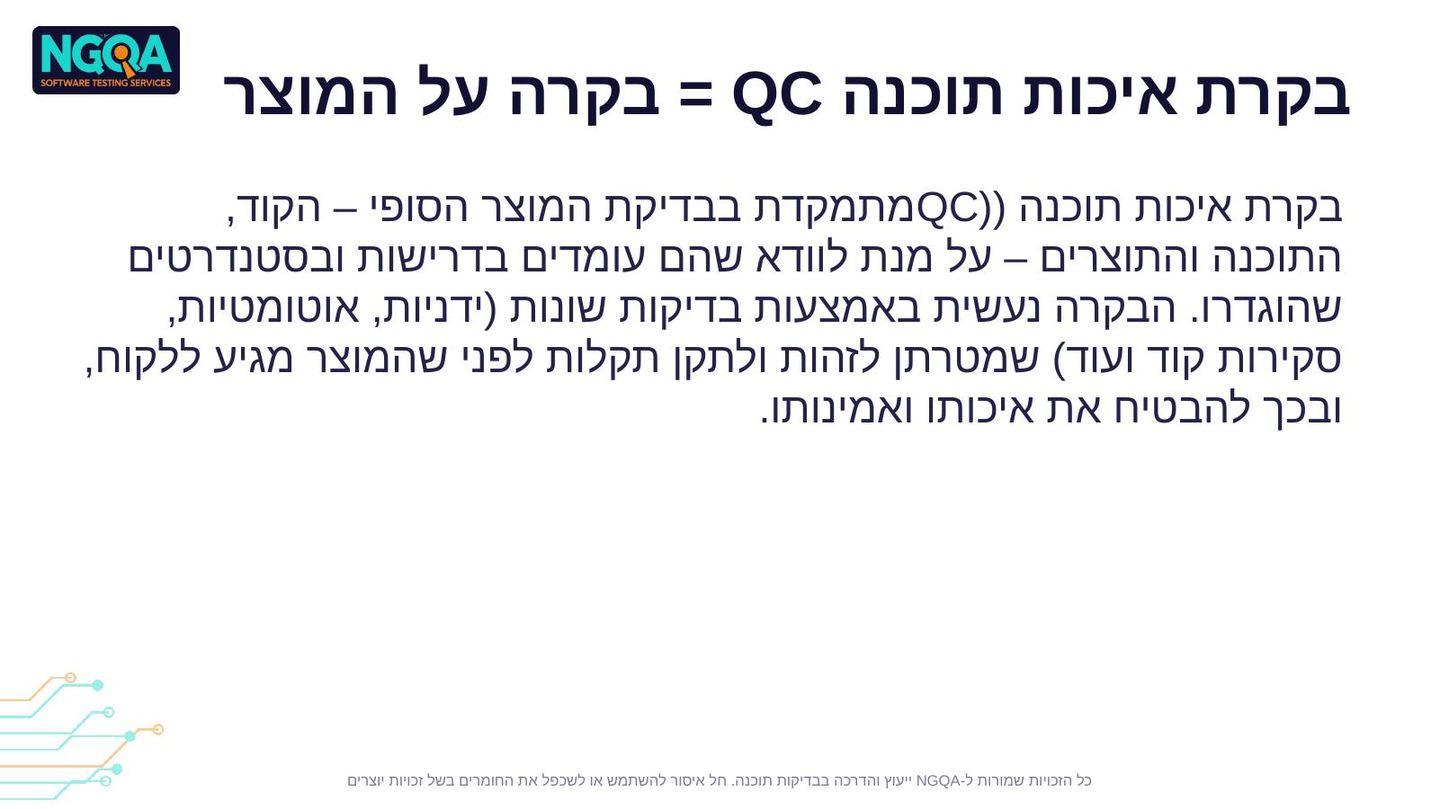 NGQA
SOFTWARE TESTING SERVICES
בקרת איכות תוכנה QC = בקרה על המוצר
בקרת איכות תוכנה ((QCמתמקדת בבדיקת המוצר הסופי – הקוד,
התוכנה והתוצרים – על מנת לוודא שהם עומדים בדרישות ובסטנדרטים
שהוגדרו. הבקרה נעשית באמצעות בדיקות שונות (ידניות, אוטומטיות,
סקירות קוד ועוד) שמטרתן לזהות ולתקן תקלות לפני שהמוצר מגיע ללקוח,
ובכך להבטיח את איכותו ואמינותו.
כל הזכויות שמורות ל-NGQA ייעוץ והדרכה בבדיקות תוכנה. חל איסור להשתמש או לשכפל את החומרים בשל זכויות יוצרים